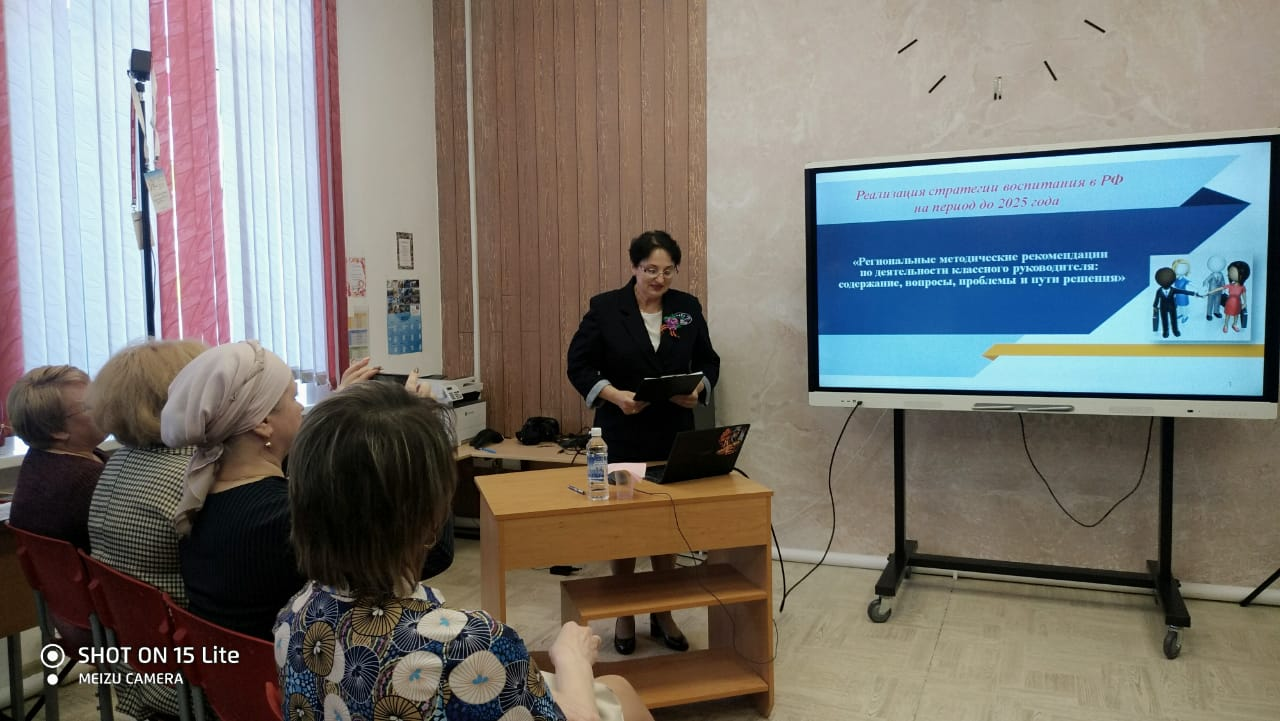 Реализация стратегии воспитания в РФ
на период до 2025 года
«Региональные методические рекомендации
по деятельности классного руководителя:
содержание, вопросы, проблемы и пути решения»
1
SHOT ON 15 Lite
MEIZU CAMERA